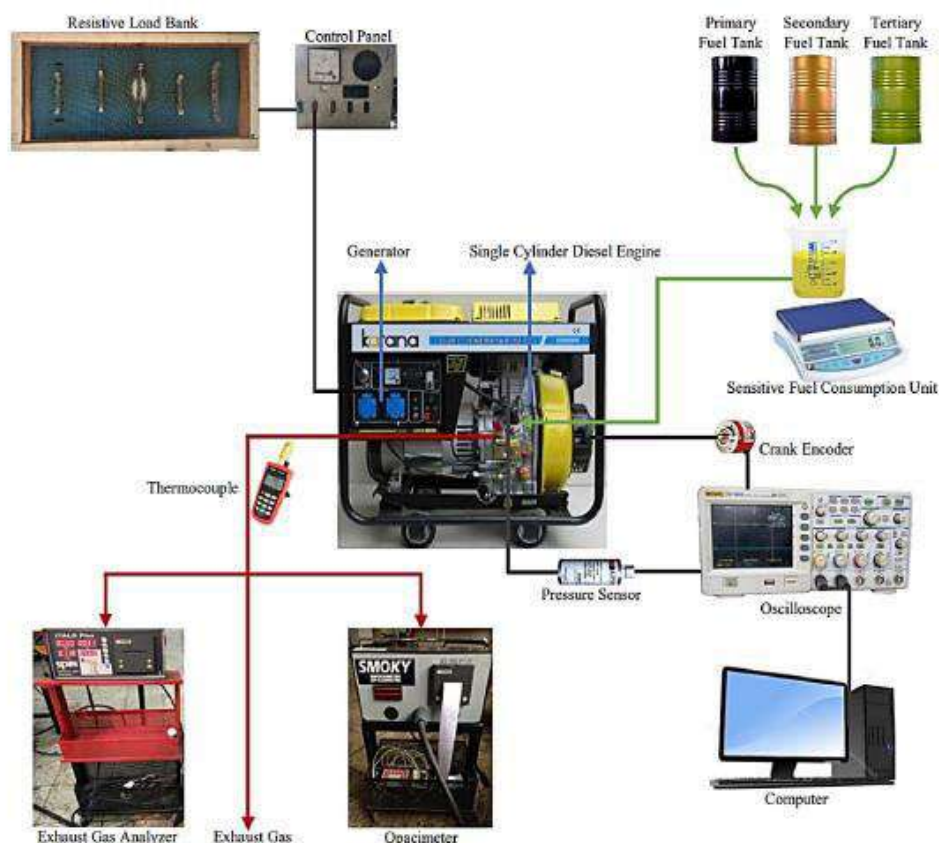 Resistive Load Bank
Control Panel
Primary
Fuel Tank
Secondary
Fuel Tank
Tertiary
Fuel Tank
Generator
Single Cylinder Diesel Engine
korana
Sensitive Fuel Consumption Unit
Thermocouple
Crank Encoder
Pressure Sensor
Oscilloscope
SMOKY
Computer
Exhaust Gas Analyzer
Exhaust Gas
Opacimeter